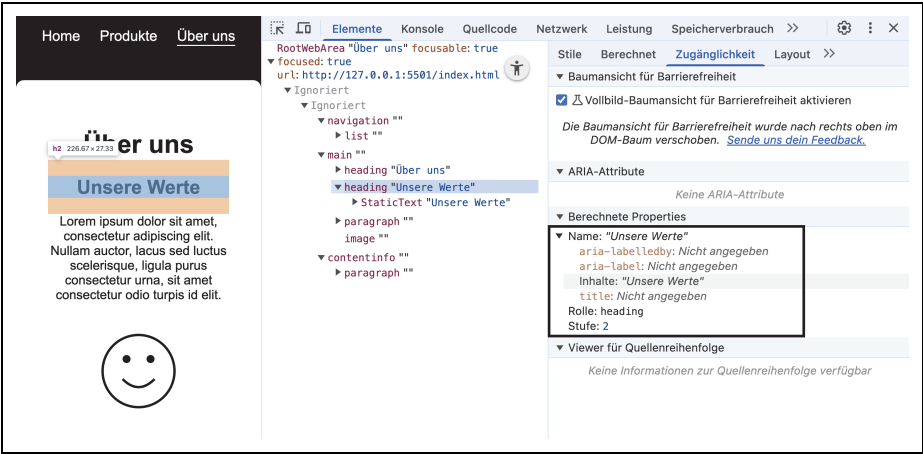 Home Produkte Über uns
Über uns
h2 226.67 × 27.33
Unsere Werte
Lorem ipsum dolor sit amet,
consectetur adipiscing elit.
Nullam auctor, lacus sed luctus
scelerisque, ligula purus
consectetur urna, sit amet
consectetur odio turpis id elit.
Elemente Konsole Quellcode Netzwerk Leistung Speicherverbrauch
RootWebArea "Über uns" focusable: true
focused: true
url: http://127.0.0.1:5501/index.html
Ignoriert
Ignoriert
navigation ""
list ""
main ""
heading "Über uns"
heading "Unsere Werte"
StaticText "Unsere Werte"
paragraph ""
image ""
contentinfo ""
paragraph ""
Stile Berechnet Zugänglichkeit Layout
Baumansicht für Barrierefreiheit
Vollbild-Baumansicht für Barrierefreiheit aktivieren
Die Baumansicht für Barrierefreiheit wurde nach rechts oben im
DOM-Baum verschoben. Sende uns dein Feedback.
ARIA-Attribute
Keine ARIA-Attribute
Berechnete Properties
Name: "Unsere Werte"
aria-labelledby: Nicht angegeben
aria-label: Nicht angegeben
Inhalte: "Unsere Werte"
title: Nicht angegeben
Rolle: heading
Stufe: 2
Viewer für Quellenreihenfolge
Keine Informationen zur Quellenreihenfolge verfügbar